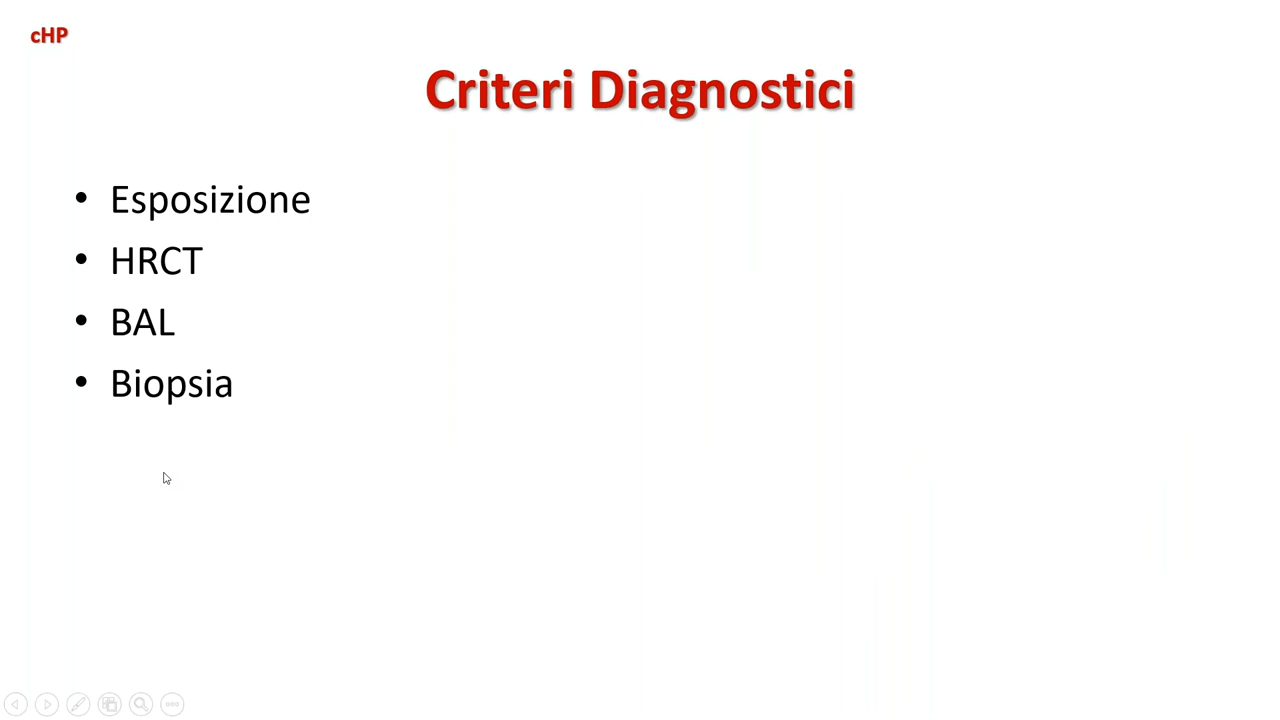 cHP
Criteri Diagnostici
• Esposizione
• HRCT
• BAL
• Biopsia